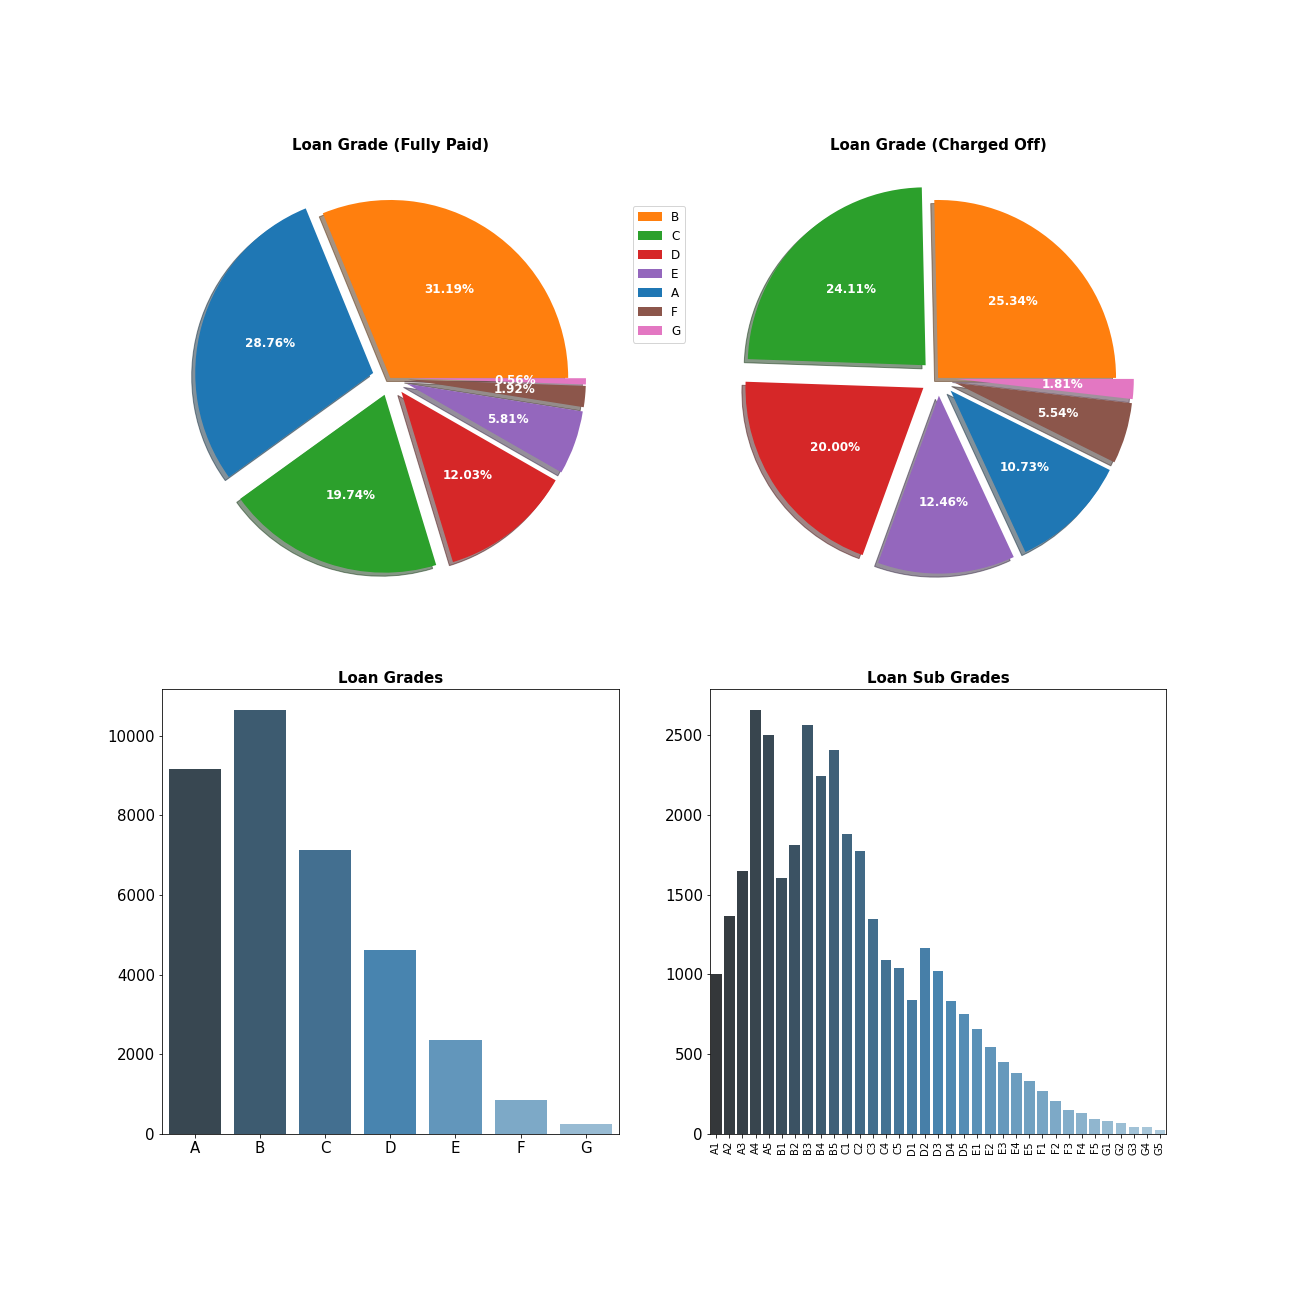 Loan Grade (Fully Paid)
31.19%
28.76%
19.74%
12.03%
5.81%
1.92%
0.56%
B
C
D
E
A
F
G
Loan Grade (Charged Off)
25.34%
24.11%
20.00%
12.46%
10.73%
5.54%
1.81%
Loan Grades
10000
8000
6000
4000
2000
0
A B C D E F G
Loan Sub Grades
2500
2000
1500
1000
500
0
A1 A2 A3 A4 A5 B1 B2 B3 B4 B5 C1 C2 C3 C4 C5 D1 D2 D3 D4 D5 E1 E2 E3 E4 E5 F1 F2 F3 F4 F5 G1 G2 G3 G4 G5